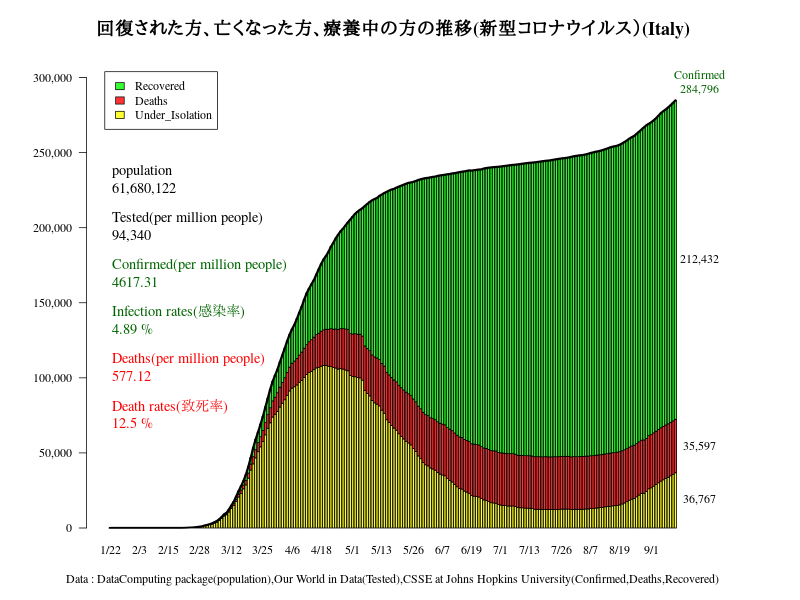 回復された方、亡くなった方、療養中の方の推移(新型コロナウイルス）(Italy)
Confirmed
284,796
300,000
250,000
200,000
150,000
100,000
50,000
0
Recovered
Deaths
Under_Isolation
population
61,680,122
Tested(per million people)
94,340
Confirmed(per million people)
4617.31
Infection rates(感染率)
4.89 %
Deaths(per million people)
577.12
Death rates(致死率)
12.5 %
212,432
35,597
36,767
1/22 2/3 2/15 2/28 3/12 3/25 4/6 4/18 5/1 5/13 5/26 6/7 6/19 7/1 7/13 7/26 8/7 8/19 9/1
Data : DataComputing package(population),Our World in Data(Tested),CSSE at Johns Hopkins University(Confirmed,Deaths,Recovered)